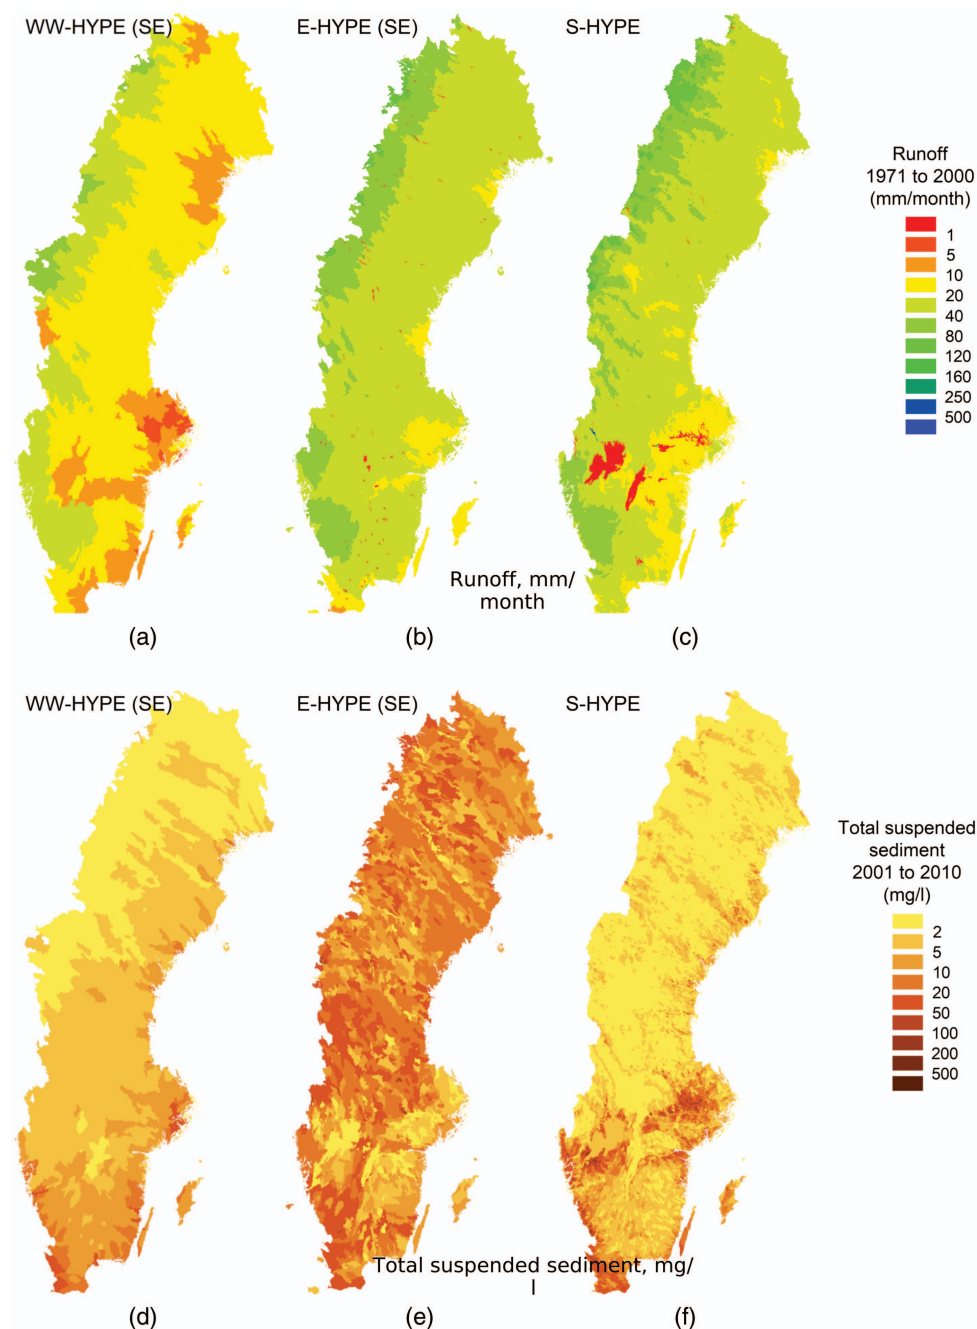 WW-HYPE (SE)
E-HYPE (SE)
S-HYPE
Runoff
1971 to 2000
(mm/month)
1
5
10
20
40
80
120
160
250
500
Runoff, mm/
month
(a)
(b)
(c)
WW-HYPE (SE)
E-HYPE (SE)
S-HYPE
Total suspended
sediment
2001 to 2010
(mg/l)
2
5
10
20
50
100
200
500
Total suspended sediment, mg/
l
(d)
(e)
(f)